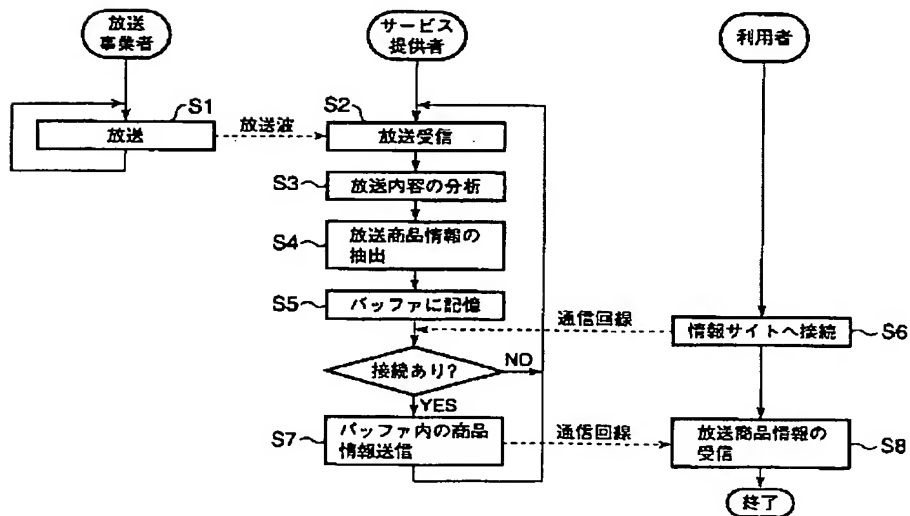 放送
事業者
サービス
提供者
利用者
S1
放送
放送波
S2
放送受信
S3
放送内容の分析
S4
放送商品情報の
抽出
S5
バッファに記憶
通信回線
情報サイトへ接続
S6
接続あり?
NO
YES
S7
バッファ内の商品
情報送信
通信回線
放送商品情報の
受信
S8
終了